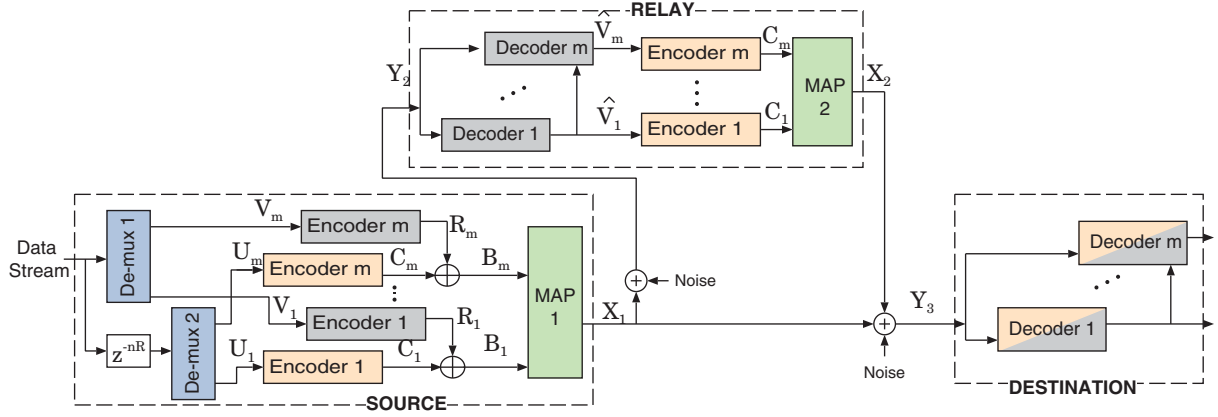 RELAY
Y2
Decoder m
V̂m
Encoder m
Cm
MAP
2
X2
Decoder 1
V̂1
Encoder 1
C1
Data
Stream
De-mux 1
Vm
Encoder m
Rm
Um
Encoder m
Cm
Bm
V1
Encoder 1
R1
z-nR
De-mux 2
U1
Encoder 1
C1
B1
MAP
1
X1
SOURCE
Noise
Noise
Y3
Decoder m
Decoder 1
DESTINATION